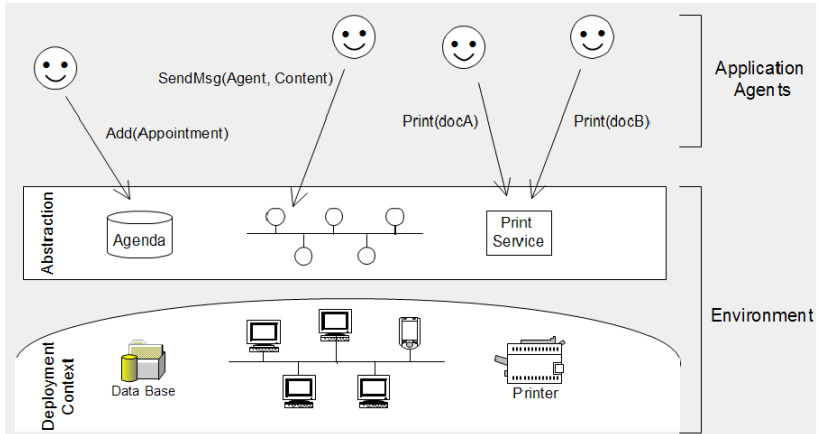 SendMsg(Agent, Content)
Application
Agents
Add(Appointment)
Print(docA)
Print(docB)
Abstraction
Agenda
Print
Service
Environment
Deployment
Context
Data Base
Printer